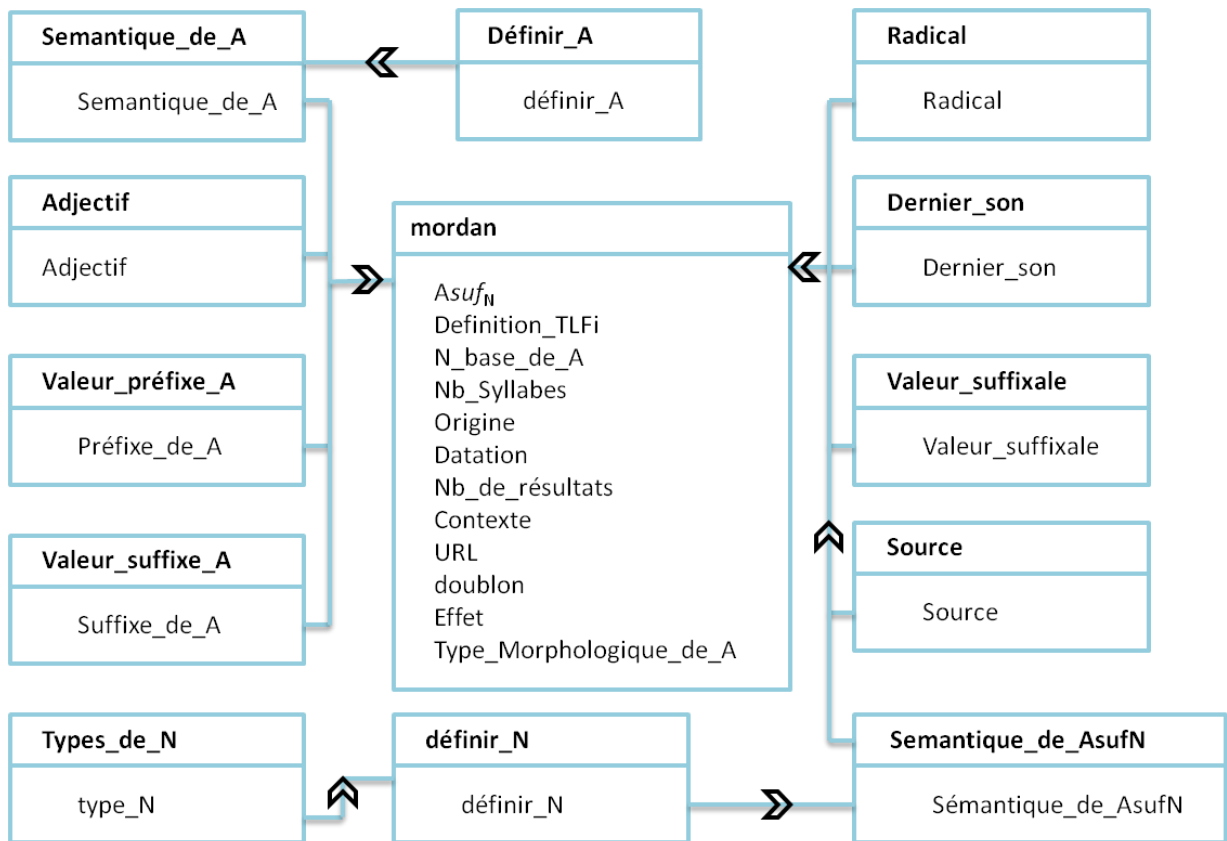 Semantique_de_A
Semantique_de_A
Définir_A
définir_A
Radical
Radical
Adjectif
Adjectif
mordan
Asuf_N
Definition_TLFi
N_base_de_A
Nb_Syllabes
Origine
Datation
Nb_de_résultats
Contexte
URL
doublon
Effet
Type_Morphologique_de_A
Dernier_son
Dernier_son
Valeur_préfixe_A
Préfixe_de_A
Valeur_suffixale
Valeur_suffixale
Valeur_suffixe_A
Suffixe_de_A
Source
Source
Types_de_N
type_N
définir_N
définir_N
Semantique_de_AsufN
Sémantique_de_AsufN